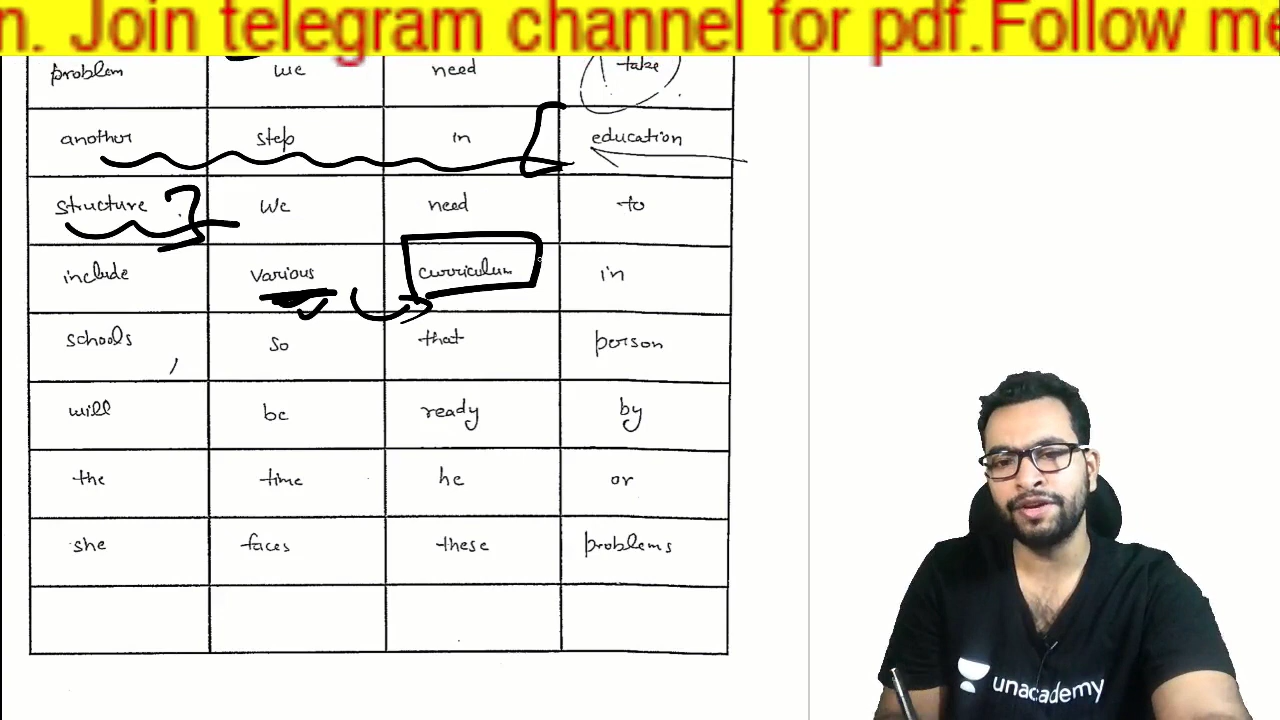 n. Join telegram channel for pdf.Follow me
problem we need take
another step in education
structure. We need to
include various curriculum in
schools, so that person
will be ready by
the time he or
she faces these problems
unacademy